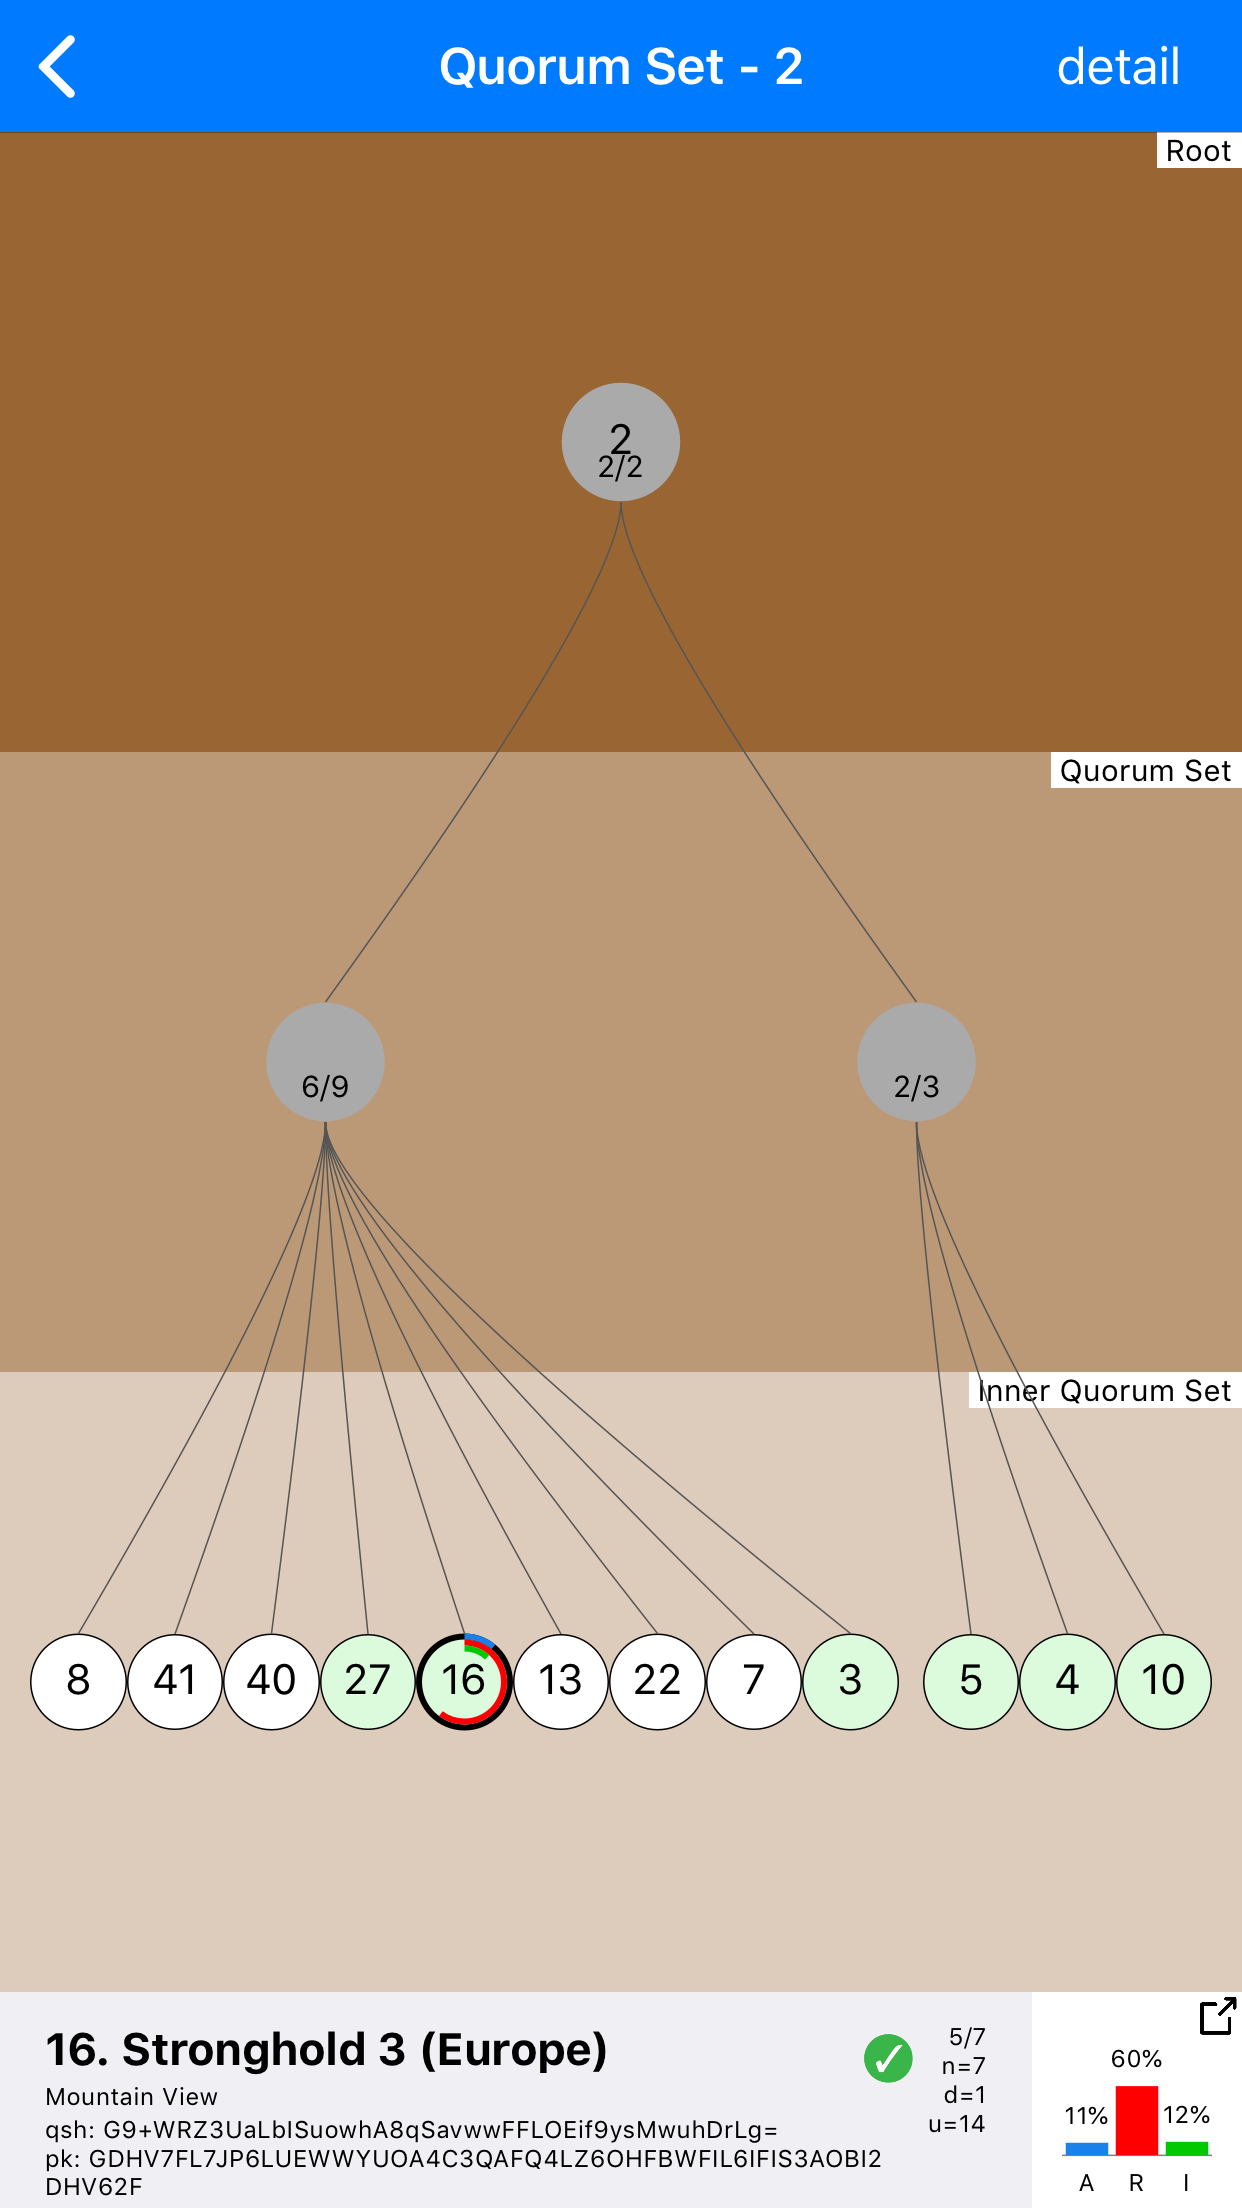 Quorum Set - 2
detail
Root
2
2/2
Quorum Set
6/9
2/3
Inner Quorum Set
8
41
40
27
16
13
22
7
3
5
4
10
16. Stronghold 3 (Europe)
Mountain View
qsh: G9+WRZ3UaLbISuowhA8qSavwwFFLOEif9ysMwuhDrLg=
pk: GDHV7FL7JP6LUEWWYUOA4C3QAFQ4LZ6OHFBWFIL6IFIS3AOBI2
DHV62F
5/7
n=7
d=1
u=14
60%
11%
12%
A R I